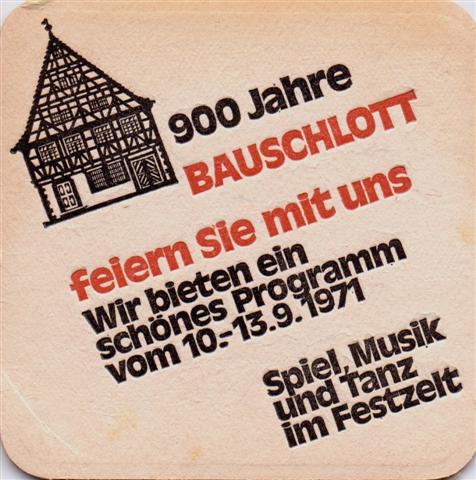 900 Jahre
BAUSCHLOTT
feiern Sie mit uns
Wir bieten ein
schönes Programm
vom 10.-13.9.1971
Spiel, Musik
und Tanz
im Festzelt